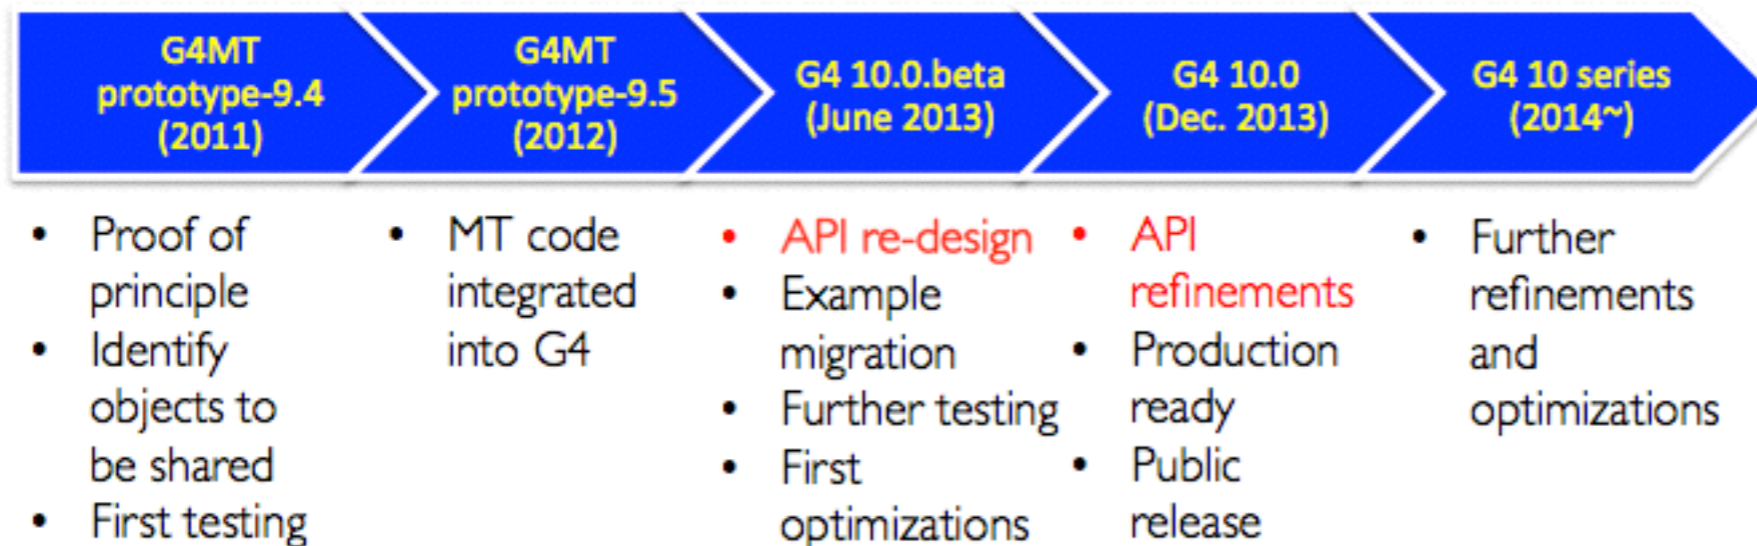 G4MT
prototype-9.4
(2011)
G4MT
prototype-9.5
(2012)
G4 10.0.beta
(June 2013)
G4 10.0
(Dec. 2013)
G4 10 series
(2014~)
• Proof of
principle
• Identify
objects to
be shared
• First testing
• MT code
integrated
into G4
• API re-design
• Example
migration
• Further testing
• First
optimizations
• API
refinements
• Production
ready
• Public
release
• Further
refinements
and
optimizations